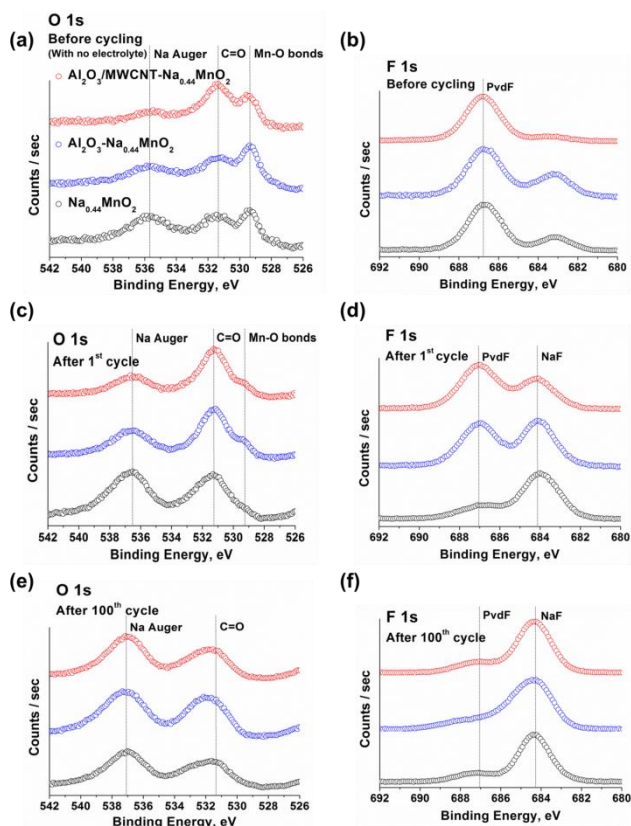 (a)
O 1s
Before cycling
(With no electrolyte)
Na Auger
C=O
Mn-O bonds
Al₂O₃/MWCNT-Na₀.₄₄MnO₂
Al₂O₃-Na₀.₄₄MnO₂
Na₀.₄₄MnO₂
Counts / sec
542 540 538 536 534 532 530 528 526
Binding Energy, eV
(b)
F 1s
Before cycling
PvdF
Counts / sec
692 690 688 686 684 682 680
Binding Energy, eV
(c)
O 1s
After 1ˢᵗ cycle
Na Auger
C=O
Mn-O bonds
Counts / sec
542 540 538 536 534 532 530 528 526
Binding Energy, eV
(d)
F 1s
After 1ˢᵗ cycle
PvdF
NaF
Counts / sec
692 690 688 686 684 682 680
Binding Energy, eV
(e)
O 1s
After 100ᵗʰ cycle
Na Auger
C=O
Counts / sec
542 540 538 536 534 532 530 528 526
Binding Energy, eV
(f)
F 1s
After 100ᵗʰ cycle
PvdF
NaF
Counts / sec
692 690 688 686 684 682 680
Binding Energy, eV